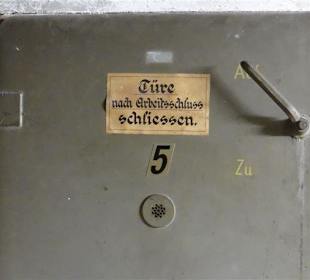 Türe
nach Arbeitsschluss
schliessen.
Auf
5
Zu